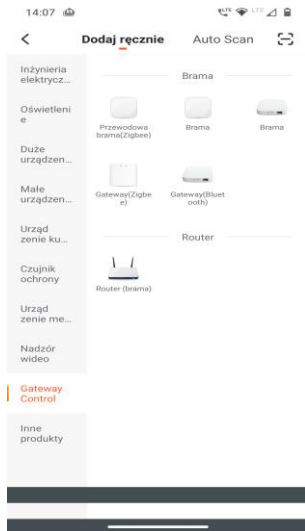 14:07
LTE LTE
Dodaj ręcznie Auto Scan
Inżynieria
elektrycz...
Oświetleni
e
Duże
urządzen...
Małe
urządzen...
Urząd
zenie ku...
Czujnik
ochrony
Urząd
zenie me...
Nadzór
wideo
Gateway
Control
Inne
produkty
Brama
Przewodowa
brama(Zigbee)
Brama
Brama
Gateway(Zigbe
e)
Gateway(Bluet
ooth)
Router
Router (brama)